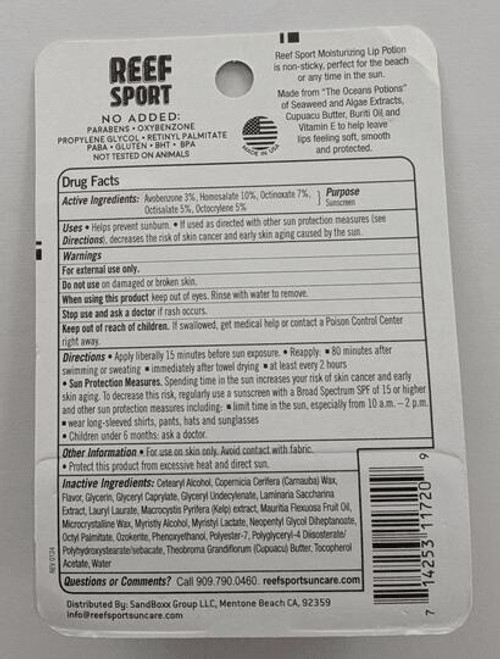 REEF
SPORT
NO ADDED:
PARABENS • OXYBENZONE
PROPYLENE GLYCOL • RETINYL PALMITATE
PABA • GLUTEN • BHT • BPA
NOT TESTED ON ANIMALS
MADE IN USA
Reef Sport Moisturizing Lip Potion
is non-sticky, perfect for the beach
or any time in the sun.
Made from "The Oceans Potions"
of Seaweed and Algae Extracts,
Cupuacu Butter, Buriti Oil and
Vitamin E to help leave
lips feeling soft, smooth
and protected.
Drug Facts
Active Ingredients: Avobenzone 3%, Homosalate 10%, Octinoxate 7%,
Octisalate 5%, Octocrylene 5%
Purpose
Sunscreen
Uses • Helps prevent sunburn. • If used as directed with other sun protection measures (see
Directions), decreases the risk of skin cancer and early skin aging caused by the sun.
Warnings
For external use only.
Do not use on damaged or broken skin.
When using this product keep out of eyes. Rinse with water to remove.
Stop use and ask a doctor if rash occurs.
Keep out of reach of children. If swallowed, get medical help or contact a Poison Control Center
right away.
Directions • Apply liberally 15 minutes before sun exposure. • Reapply: ▪ 80 minutes after
swimming or sweating ▪ immediately after towel drying ▪ at least every 2 hours
• Sun Protection Measures. Spending time in the sun increases your risk of skin cancer and early
skin aging. To decrease this risk, regularly use a sunscreen with a Broad Spectrum SPF of 15 or higher
and other sun protection measures including: ▪ limit time in the sun, especially from 10 a.m. – 2 p.m.
▪ wear long-sleeved shirts, pants, hats and sunglasses
• Children under 6 months: ask a doctor.
Other Information • For use on skin only. Avoid contact with fabric.
• Protect this product from excessive heat and direct sun.
Inactive Ingredients: Cetearyl Alcohol, Copernicia Cerifera (Carnauba) Wax,
Flavor, Glycerin, Glyceryl Caprylate, Glyceryl Undecylenate, Laminaria Saccharina
Extract, Lauryl Laurate, Macrocystis Pyrifera (Kelp) extract, Mauritia Flexuosa Fruit Oil,
Microcrystalline Wax, Myristyl Alcohol, Myristyl Lactate, Neopentyl Glycol Diheptanoate,
Octyl Palmitate, Ozokerite, Phenoxyethanol, Polyester-7, Polyglyceryl-4 Diisosterate/
Polyhydroxystearate/sebacate, Theobroma Grandiflorum (Cupuacu) Butter, Tocopherol
Acetate, Water
Questions or Comments? Call 909.790.0460. reefsportsuncare.com
REV 0124
7 14253 11720 9
Distributed By: SandBoxx Group LLC, Mentone Beach CA, 92359
info@reefsportsuncare.com